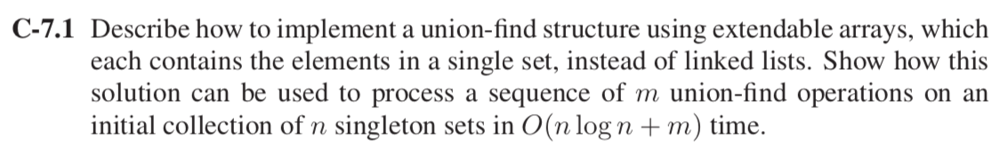 C-7.1 Describe how to implement a union-find structure using extendable arrays, which
each contains the elements in a single set, instead of linked lists. Show how this
solution can be used to process a sequence of m union-find operations on an
initial collection of n singleton sets in O(n log n + m) time.